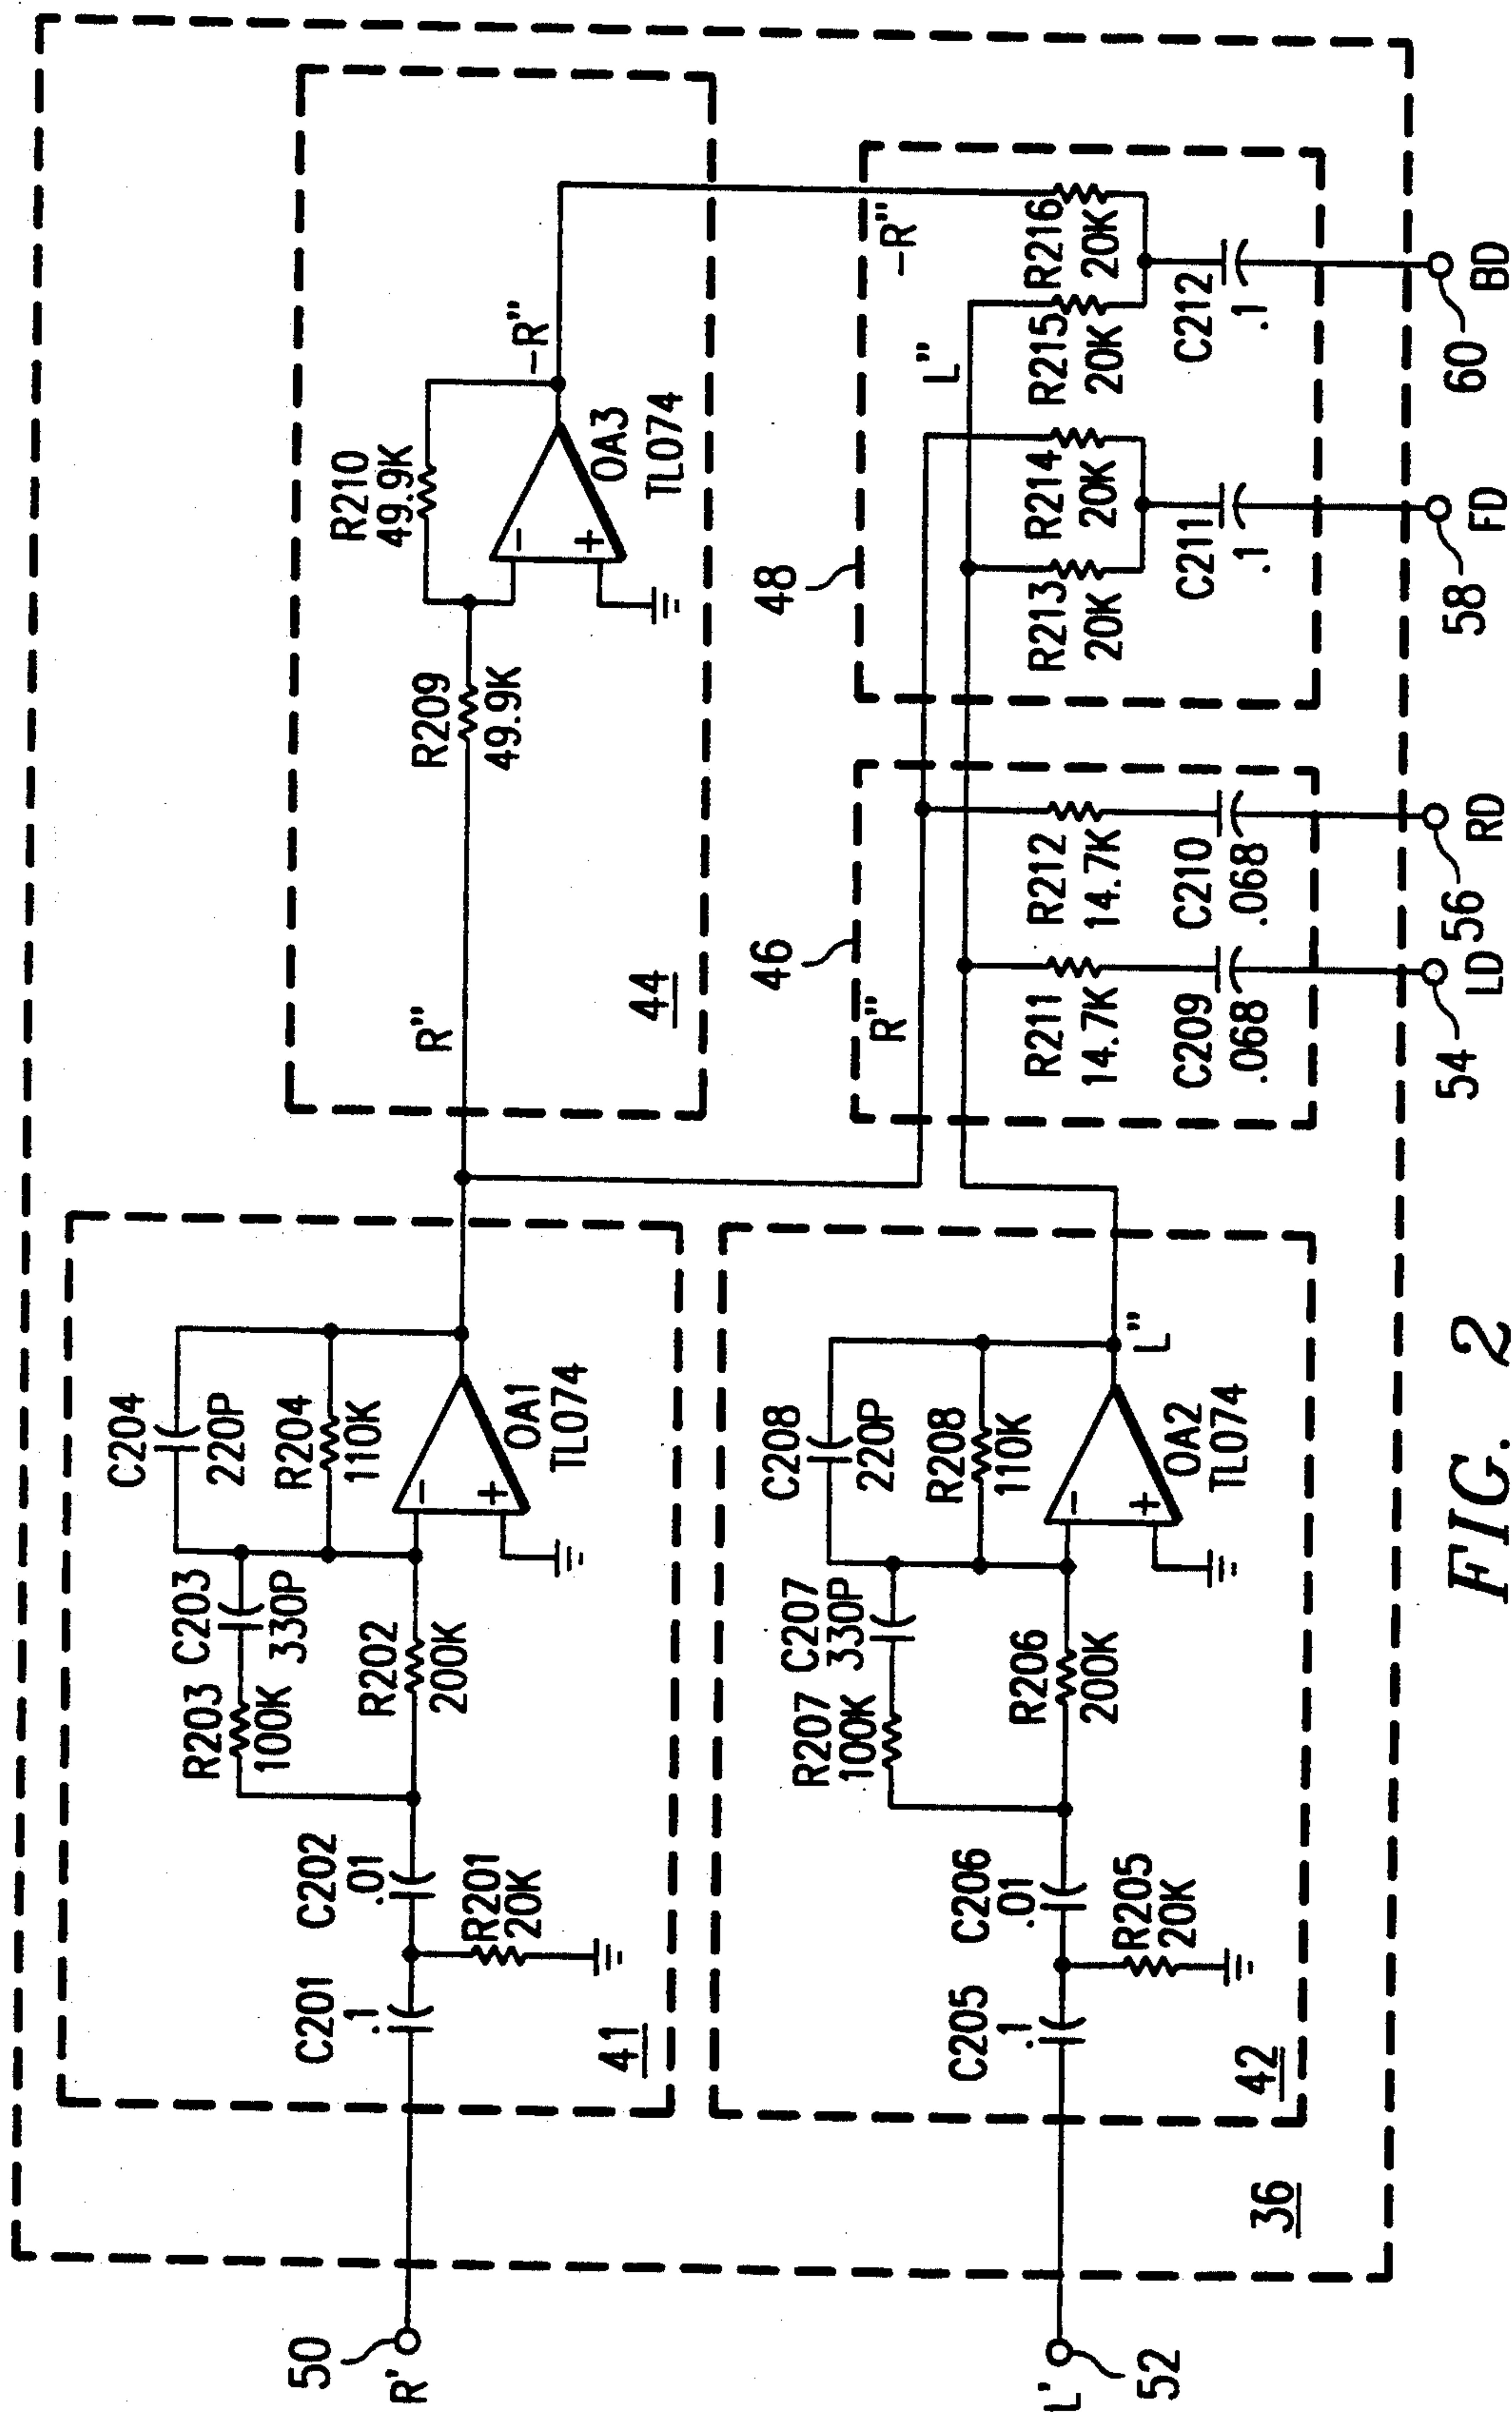 50
R'
C201
.1
C202
.01
R201
20K
R203
100K
C203
330P
R202
200K
C204
220P
R204
110K
−
+
OA1
TL074
41
R"
R209
49.9K
R210
49.9K
−
+
OA3
TL074
−R"
44
52
L'
C205
.1
C206
.01
R205
20K
R207
100K
C207
330P
R206
200K
C208
220P
R208
110K
−
+
OA2
TL074
L"
42
36
46
R"
R211
14.7K
R212
14.7K
C209
.068
C210
.068
48
L"
−R"
R213
20K
R214
20K
R215
20K
R216
20K
C211
.1
C212
.1
54
LD
56
RD
58
FD
60
BD
FIG. 2